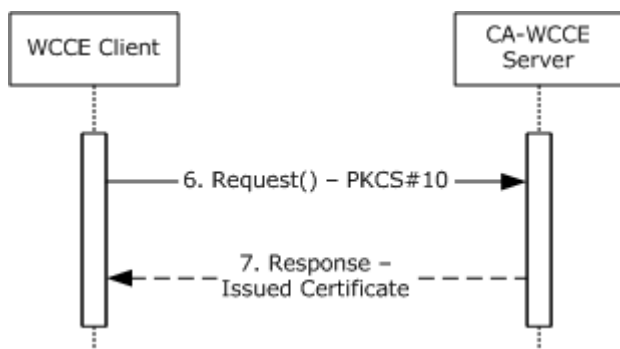 WCCE Client
CA-WCCE
Server
6. Request() – PKCS#10
7. Response –
Issued Certificate